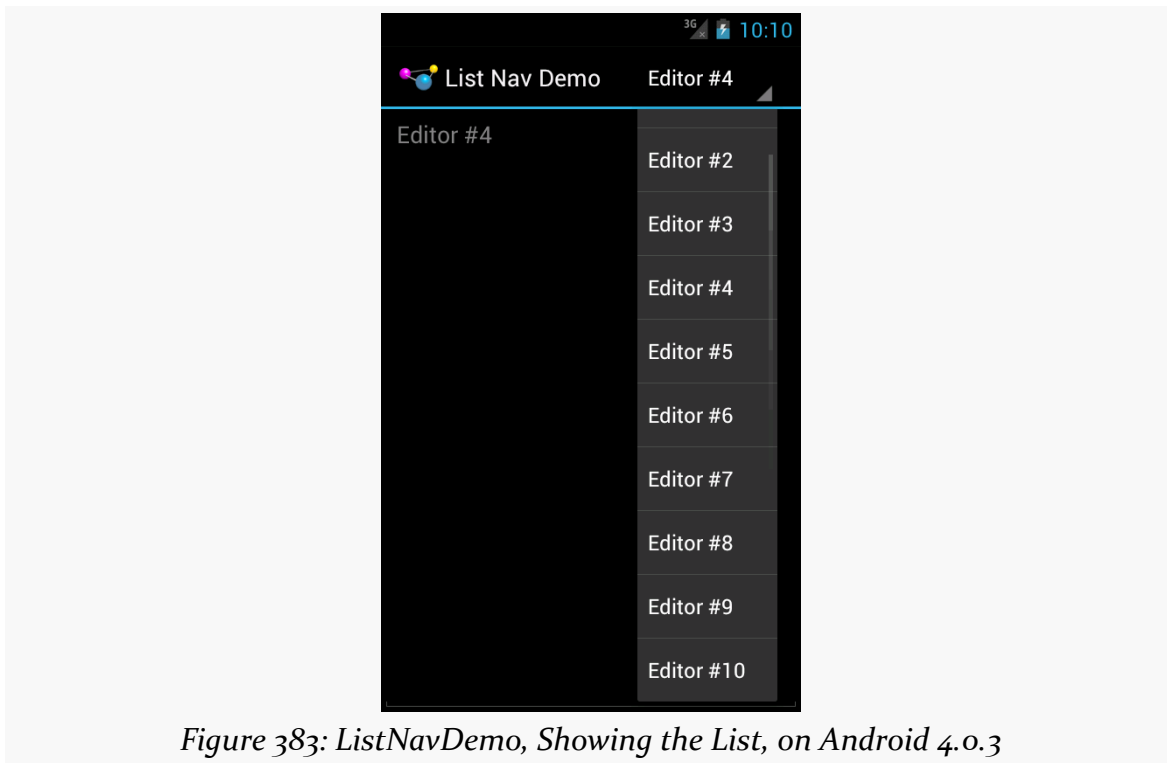 3G 10:10
List Nav Demo Editor #4
Editor #4
Editor #2
Editor #3
Editor #4
Editor #5
Editor #6
Editor #7
Editor #8
Editor #9
Editor #10
Figure 383: ListNavDemo, Showing the List, on Android 4.0.3